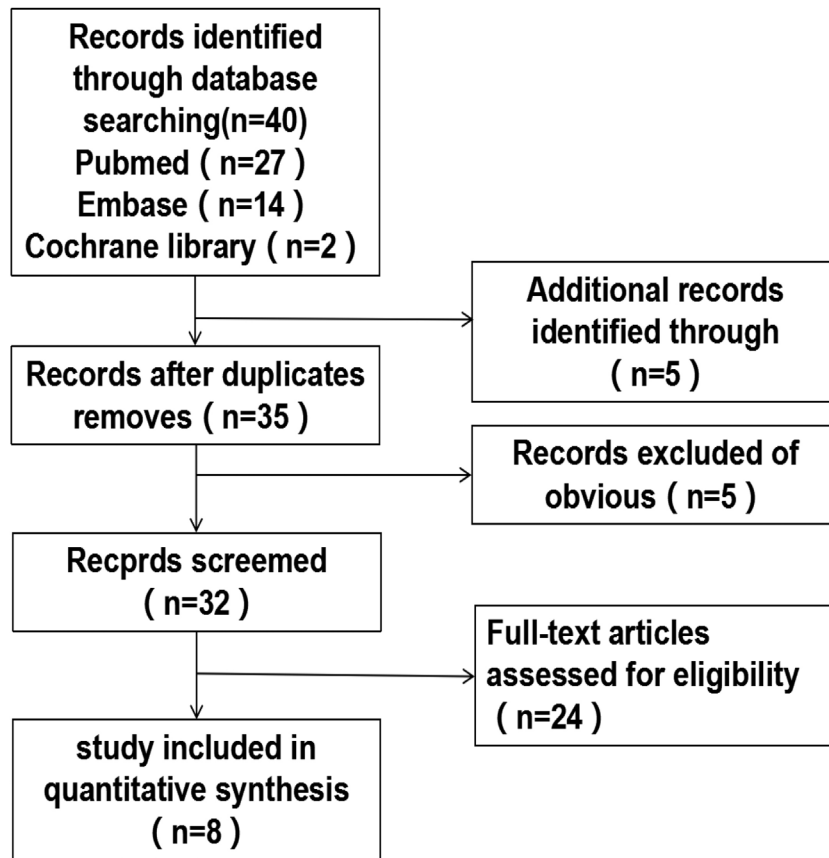 Records identified
through database
searching(n=40)
Pubmed ( n=27 )
Embase ( n=14 )
Cochrane library ( n=2 )
Additional records
identified through
( n=5 )
Records after duplicates
removes ( n=35 )
Records excluded of
obvious ( n=5 )
Recprds screemed
( n=32 )
Full-text articles
assessed for eligibility
( n=24 )
study included in
quantitative synthesis
( n=8 )